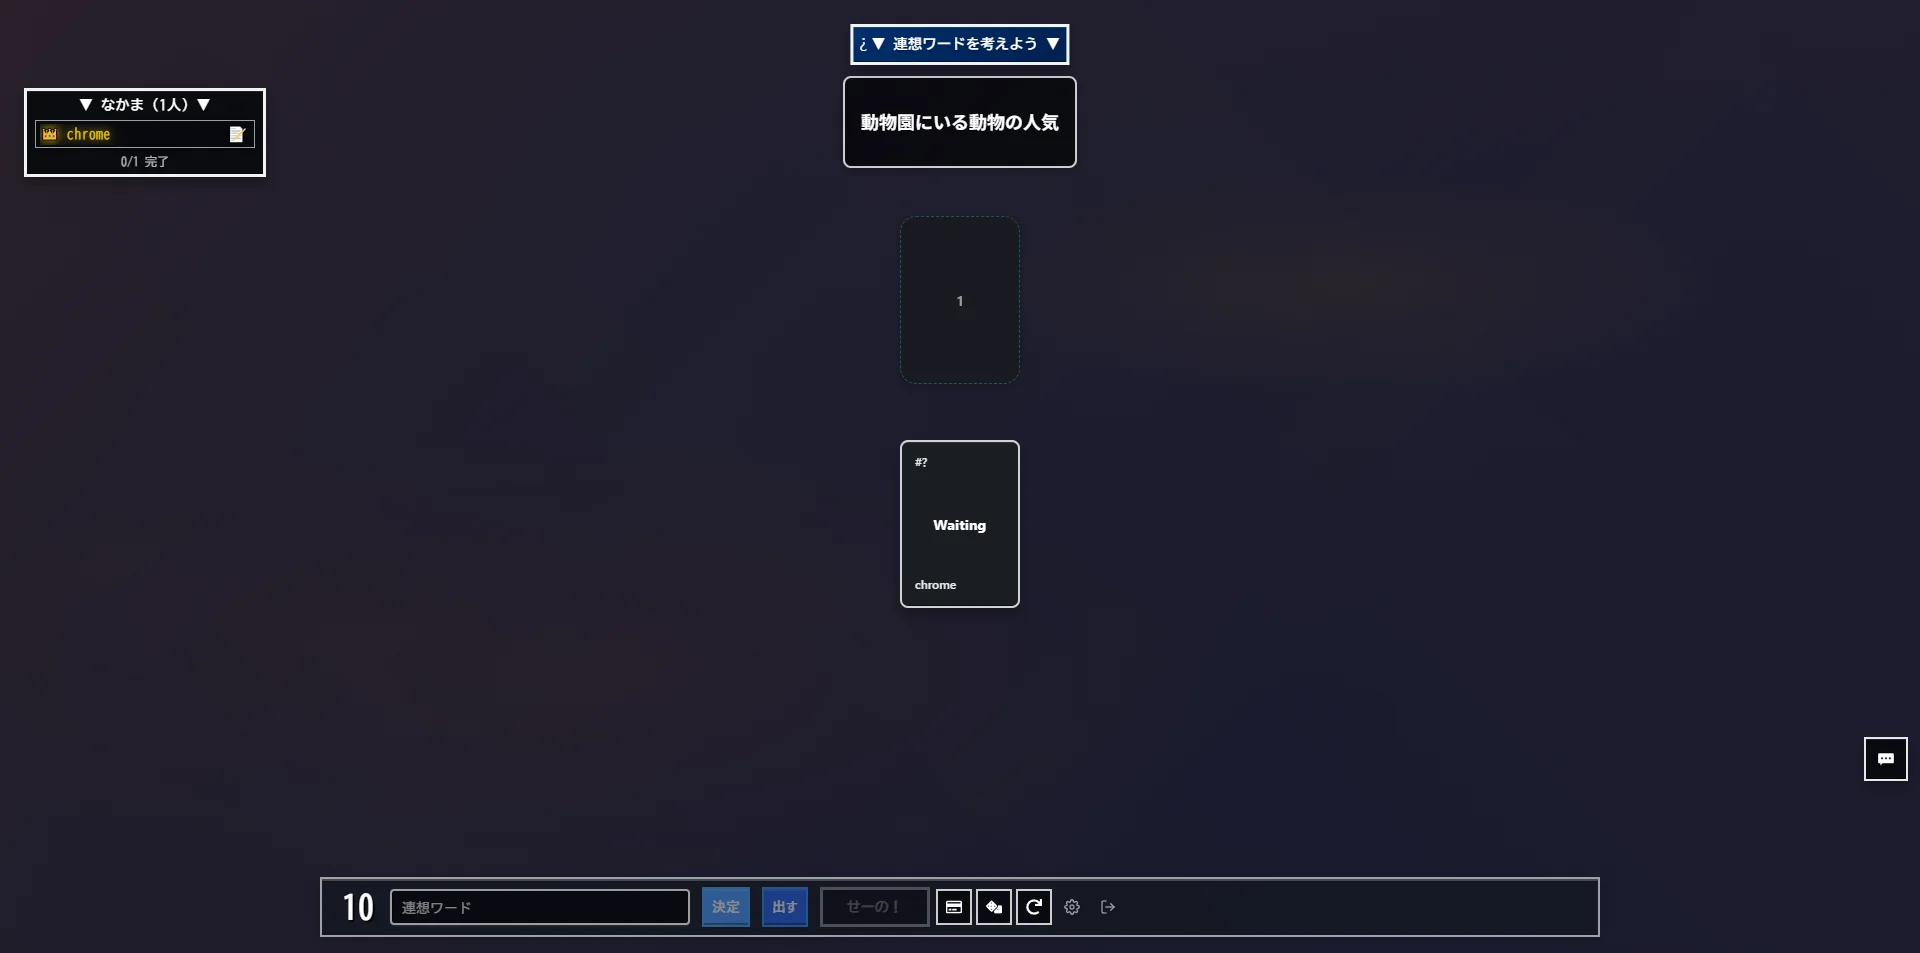 ¿ ▼ 連想ワードを考えよう ▼
動物園にいる動物の人気
▼ なかま（1人）▼
chrome
0/1 完了
1
#?
Waiting
chrome
10
連想ワード
決定
出す
せーの！